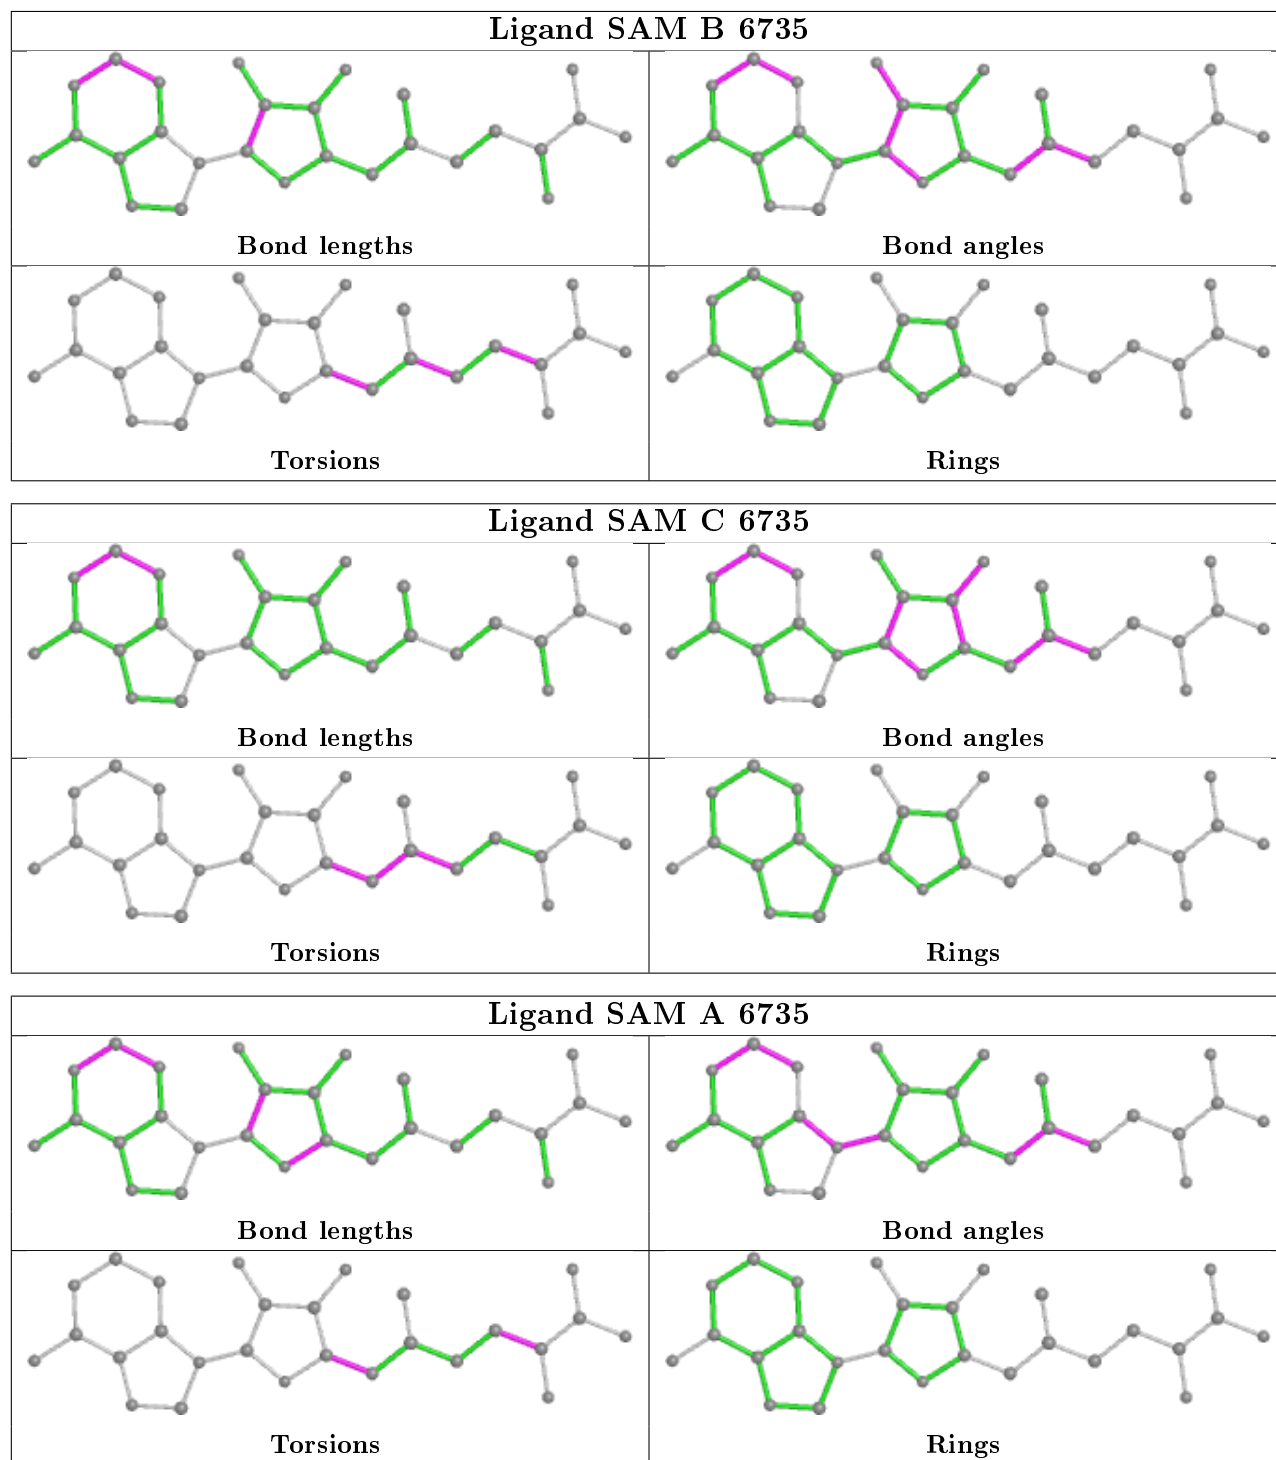 Ligand SAM B 6735
Bond lengths
Bond angles
Torsions
Rings
Ligand SAM C 6735
Bond lengths
Bond angles
Torsions
Rings
Ligand SAM A 6735
Bond lengths
Bond angles
Torsions
Rings